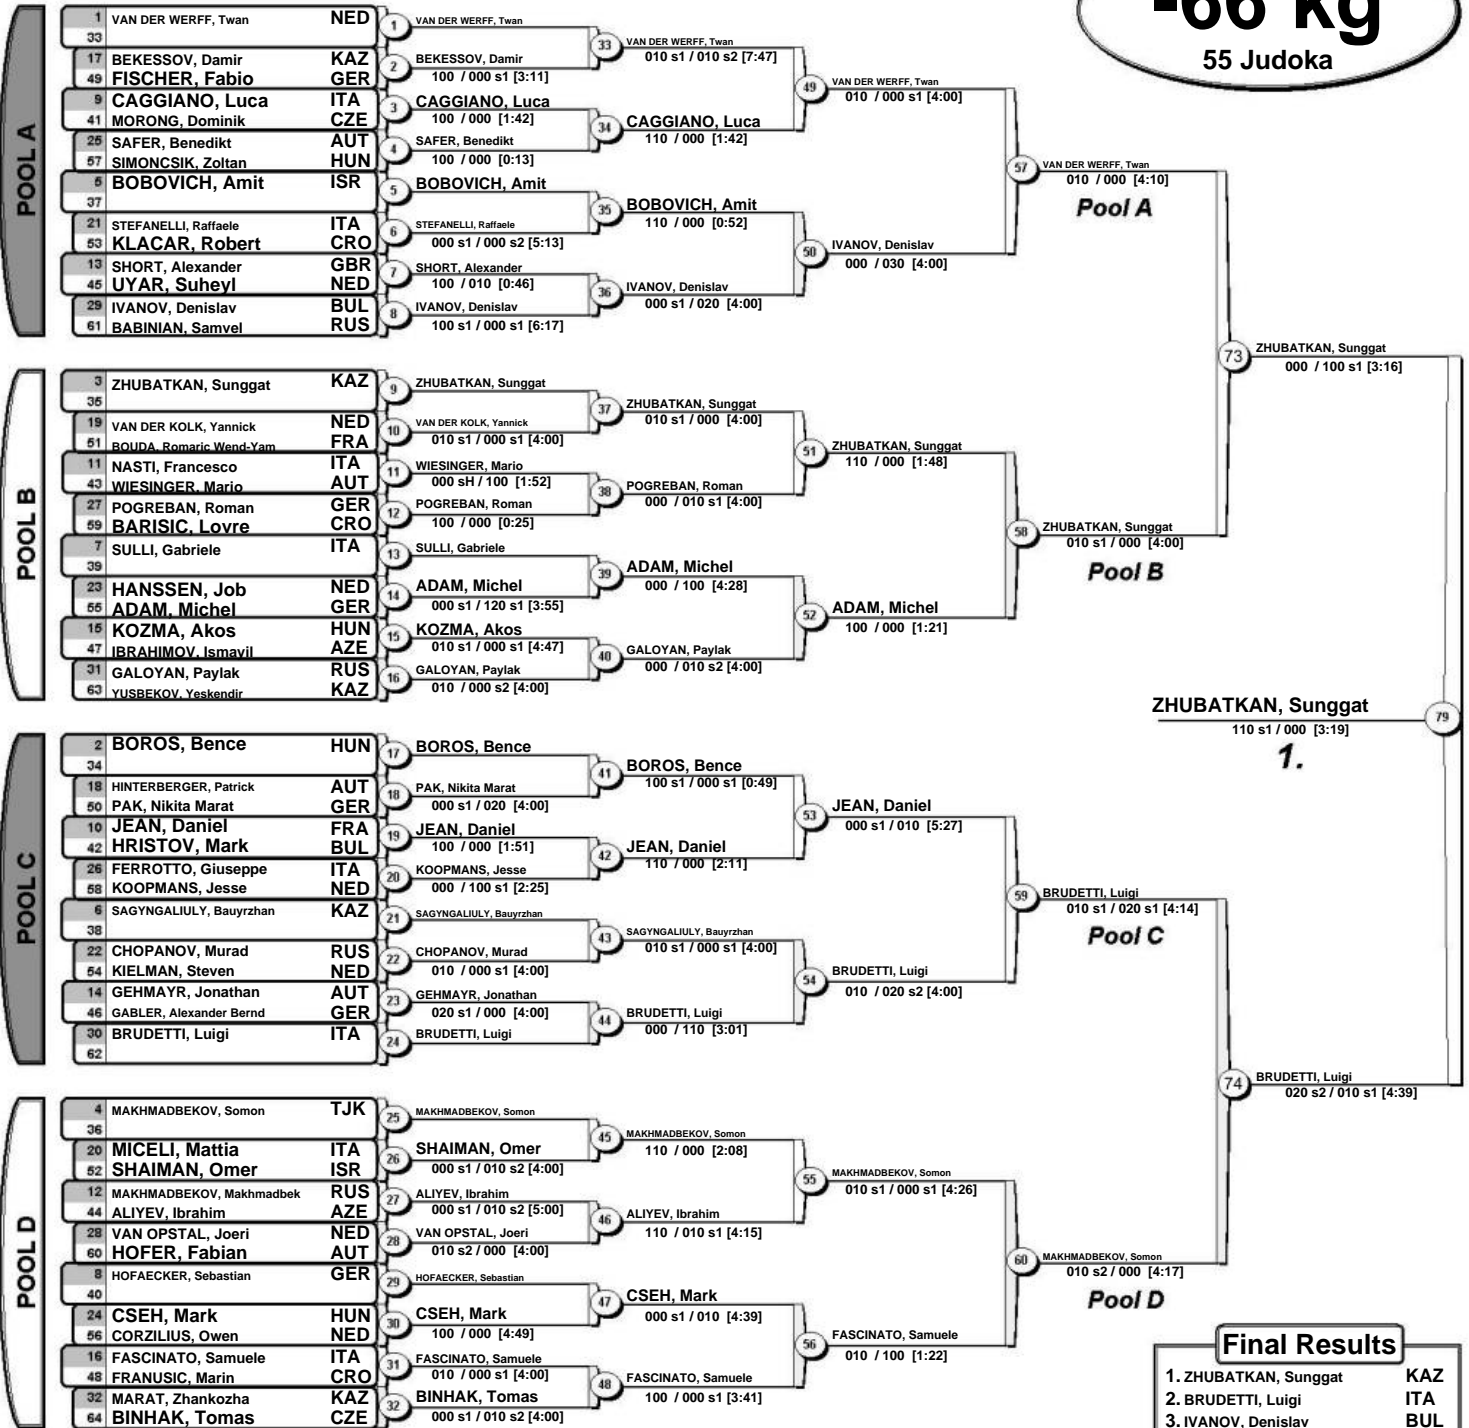 -66 kg
55 Judoka
POOL A
1 VAN DER WERFF, Twan NED
33
17 BEKESSOV, Damir KAZ
49 FISCHER, Fabio GER
9 CAGGIANO, Luca ITA
41 MORONG, Dominik CZE
25 SAFER, Benedikt AUT
57 SIMONCSIK, Zoltan HUN
5 BOBOVICH, Amit ISR
37
21 STEFANELLI, Raffaele ITA
53 KLACAR, Robert CRO
13 SHORT, Alexander GBR
45 UYAR, Suheyl NED
29 IVANOV, Denislav BUL
61 BABINIAN, Samvel RUS
1 VAN DER WERFF, Twan
2 BEKESSOV, Damir
100 / 000 s1 [3:11]
3 CAGGIANO, Luca
100 / 000 [1:42]
4 SAFER, Benedikt
100 / 000 [0:13]
5 BOBOVICH, Amit
6 STEFANELLI, Raffaele
000 s1 / 000 s2 [5:13]
7 SHORT, Alexander
100 / 010 [0:46]
8 IVANOV, Denislav
100 s1 / 000 s1 [6:17]
33 VAN DER WERFF, Twan
010 s1 / 010 s2 [7:47]
34 CAGGIANO, Luca
110 / 000 [1:42]
35 BOBOVICH, Amit
110 / 000 [0:52]
36 IVANOV, Denislav
000 s1 / 020 [4:00]
49 VAN DER WERFF, Twan
010 / 000 s1 [4:00]
50 IVANOV, Denislav
000 / 030 [4:00]
57 VAN DER WERFF, Twan
010 / 000 [4:10]
Pool A
POOL B
3 ZHUBATKAN, Sunggat KAZ
35
19 VAN DER KOLK, Yannick NED
51 BOUDA, Romaric Wend-Yam FRA
11 NASTI, Francesco ITA
43 WIESINGER, Mario AUT
27 POGREBAN, Roman GER
59 BARISIC, Lovre CRO
7 SULLI, Gabriele ITA
39
23 HANSSEN, Job NED
55 ADAM, Michel GER
15 KOZMA, Akos HUN
47 IBRAHIMOV, Ismayil AZE
31 GALOYAN, Paylak RUS
63 YUSBEKOV, Yeskendir KAZ
9 ZHUBATKAN, Sunggat
10 VAN DER KOLK, Yannick
010 s1 / 000 s1 [4:00]
11 WIESINGER, Mario
000 sH / 100 [1:52]
12 POGREBAN, Roman
100 / 000 [0:25]
13 SULLI, Gabriele
14 ADAM, Michel
000 s1 / 120 s1 [3:55]
15 KOZMA, Akos
010 s1 / 000 s1 [4:47]
16 GALOYAN, Paylak
010 / 000 s2 [4:00]
37 ZHUBATKAN, Sunggat
010 s1 / 000 [4:00]
38 POGREBAN, Roman
000 / 010 s1 [4:00]
39 ADAM, Michel
000 / 100 [4:28]
40 GALOYAN, Paylak
000 / 010 s2 [4:00]
51 ZHUBATKAN, Sunggat
110 / 000 [1:48]
52 ADAM, Michel
100 / 000 [1:21]
58 ZHUBATKAN, Sunggat
010 s1 / 000 [4:00]
Pool B
73 ZHUBATKAN, Sunggat
000 / 100 s1 [3:16]
ZHUBATKAN, Sunggat 79
110 s1 / 000 [3:19]
1.
POOL C
2 BOROS, Bence HUN
34
18 HINTERBERGER, Patrick AUT
50 PAK, Nikita Marat GER
10 JEAN, Daniel FRA
42 HRISTOV, Mark BUL
26 FERROTTO, Giuseppe ITA
58 KOOPMANS, Jesse NED
6 SAGYNGALIULY, Bauyrzhan KAZ
38
22 CHOPANOV, Murad RUS
54 KIELMAN, Steven NED
14 GEHMAYR, Jonathan AUT
46 GABLER, Alexander Bernd GER
30 BRUDETTI, Luigi ITA
62
17 BOROS, Bence
18 PAK, Nikita Marat
000 s1 / 020 [4:00]
19 JEAN, Daniel
100 / 000 [1:51]
20 KOOPMANS, Jesse
000 / 100 s1 [2:25]
21 SAGYNGALIULY, Bauyrzhan
22 CHOPANOV, Murad
010 / 000 s1 [4:00]
23 GEHMAYR, Jonathan
020 s1 / 000 [4:00]
24 BRUDETTI, Luigi
41 BOROS, Bence
100 s1 / 000 s1 [0:49]
42 JEAN, Daniel
110 / 000 [2:11]
43 SAGYNGALIULY, Bauyrzhan
010 s1 / 000 s1 [4:00]
44 BRUDETTI, Luigi
000 / 110 [3:01]
53 JEAN, Daniel
000 s1 / 010 [5:27]
54 BRUDETTI, Luigi
010 / 020 s2 [4:00]
59 BRUDETTI, Luigi
010 s1 / 020 s1 [4:14]
Pool C
POOL D
4 MAKHMADBEKOV, Somon TJK
36
20 MICELI, Mattia ITA
52 SHAIMAN, Omer ISR
12 MAKHMADBEKOV, Makhmadbek RUS
44 ALIYEV, Ibrahim AZE
28 VAN OPSTAL, Joeri NED
60 HOFER, Fabian AUT
8 HOFAECKER, Sebastian GER
40
24 CSEH, Mark HUN
56 CORZILIUS, Owen NED
16 FASCINATO, Samuele ITA
48 FRANUSIC, Marin CRO
32 MARAT, Zhankozha KAZ
64 BINHAK, Tomas CZE
25 MAKHMADBEKOV, Somon
26 SHAIMAN, Omer
000 s1 / 010 s2 [4:00]
27 ALIYEV, Ibrahim
000 s1 / 010 s2 [5:00]
28 VAN OPSTAL, Joeri
010 s2 / 000 [4:00]
29 HOFAECKER, Sebastian
30 CSEH, Mark
100 / 000 [4:49]
31 FASCINATO, Samuele
010 / 000 s1 [4:00]
32 BINHAK, Tomas
000 s1 / 010 s2 [4:00]
45 MAKHMADBEKOV, Somon
110 / 000 [2:08]
46 ALIYEV, Ibrahim
110 / 010 s1 [4:15]
47 CSEH, Mark
000 s1 / 010 [4:39]
48 FASCINATO, Samuele
100 / 000 s1 [3:41]
55 MAKHMADBEKOV, Somon
010 s1 / 000 s1 [4:26]
56 FASCINATO, Samuele
010 / 100 [1:22]
60 MAKHMADBEKOV, Somon
010 s2 / 000 [4:17]
Pool D
74 BRUDETTI, Luigi
020 s2 / 010 s1 [4:39]
Final Results
1. ZHUBATKAN, Sunggat KAZ
2. BRUDETTI, Luigi ITA
3. IVANOV, Denislav BUL